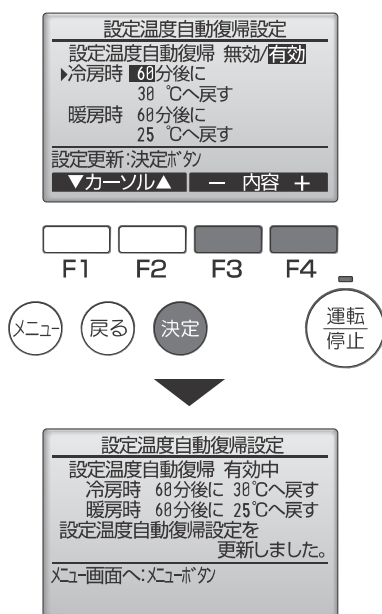 設定温度自動復帰設定
設定温度自動復帰 無効/有効
▶冷房時 60分後に
30 ℃へ戻す
暖房時 60分後に
25 ℃へ戻す
設定更新:決定ﾎﾞﾀﾝ
▼カーソル▲ － 内容 ＋
F1 F2 F3 F4
メニュー 戻る 決定 運転
停止
設定温度自動復帰設定
設定温度自動復帰 有効中
冷房時 60分後に 30℃へ戻す
暖房時 60分後に 25℃へ戻す
設定温度自動復帰設定を
更新しました。
ﾒﾆｭｰ画面へ:ﾒﾆｭｰﾎﾞﾀﾝ